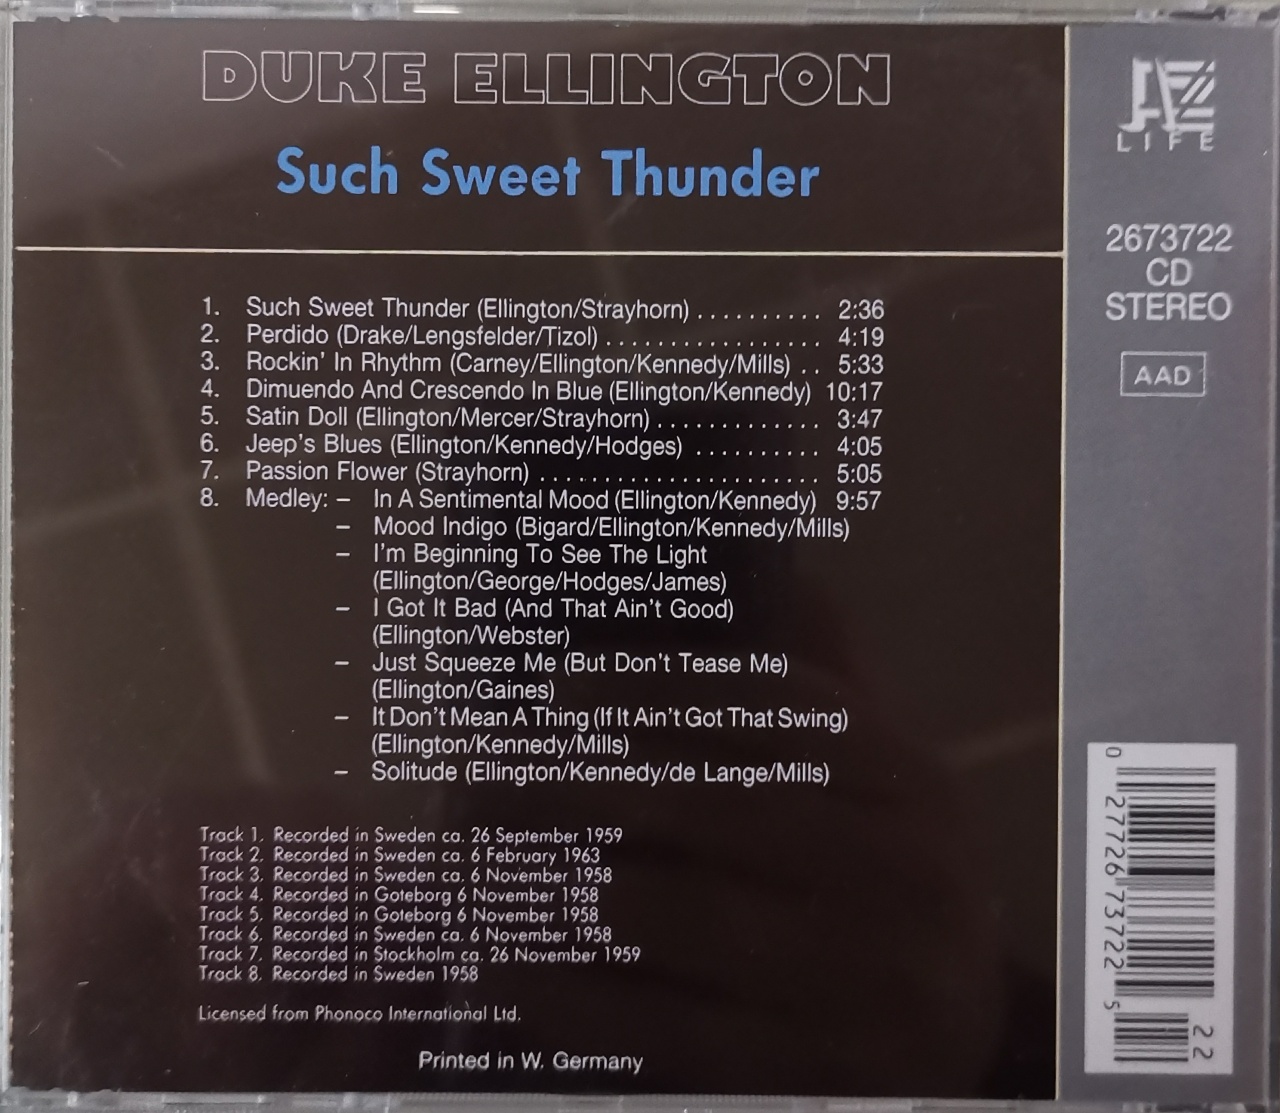 DUKE ELLINGTON
Such Sweet Thunder
1. Such Sweet Thunder (Ellington/Strayhorn) .......... 2:36
2. Perdido (Drake/Lengsfelder/Tizol) .................. 4:19
3. Rockin' In Rhythm (Carney/Ellington/Kennedy/Mills) .. 5:33
4. Dimuendo And Crescendo In Blue (Ellington/Kennedy) 10:17
5. Satin Doll (Ellington/Mercer/Strayhorn) ............. 3:47
6. Jeep's Blues (Ellington/Kennedy/Hodges) .......... 4:05
7. Passion Flower (Strayhorn) ....................... 5:05
8. Medley: – In A Sentimental Mood (Ellington/Kennedy) 9:57
– Mood Indigo (Bigard/Ellington/Kennedy/Mills)
– I'm Beginning To See The Light
(Ellington/George/Hodges/James)
– I Got It Bad (And That Ain't Good)
(Ellington/Webster)
– Just Squeeze Me (But Don't Tease Me)
(Ellington/Gaines)
– It Don't Mean A Thing (If It Ain't Got That Swing)
(Ellington/Kennedy/Mills)
– Solitude (Ellington/Kennedy/de Lange/Mills)
Track 1. Recorded in Sweden ca. 26 September 1959
Track 2. Recorded in Sweden ca. 6 February 1963
Track 3. Recorded in Sweden ca. 6 November 1958
Track 4. Recorded in Goteborg 6 November 1958
Track 5. Recorded in Goteborg 6 November 1958
Track 6. Recorded in Sweden ca. 6 November 1958
Track 7. Recorded in Stockholm ca. 26 November 1959
Track 8. Recorded in Sweden 1958
Licensed from Phonoco International Ltd.
Printed in W. Germany
JAZZ
LIFE
2673722
CD
STEREO
AAD
0 27726 73722 5
22